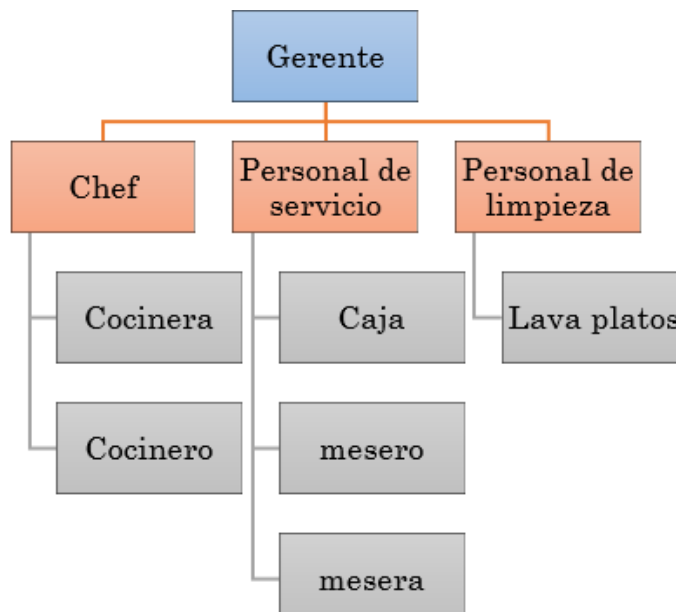 Gerente
Chef
Personal de
servicio
Personal de
limpieza
Cocinera
Caja
Lava platos
Cocinero
mesero
mesera